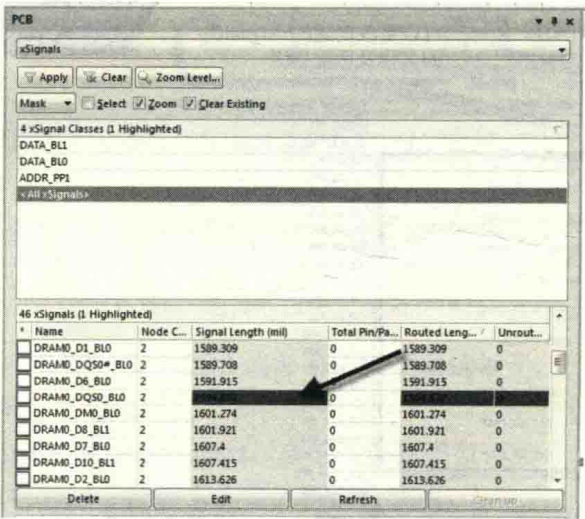 PCB
xSignals
Apply Clear Zoom Level...
Mask Select Zoom Clear Existing
4 xSignal Classes (1 Highlighted)
DATA_BL1
DATA_BL0
ADDR_PP1
<All xSignals>
46 xSignals (1 Highlighted)
* Name Node C... Signal Length (mil) Total Pin/Pa... Routed Leng... / Unrout...
DRAM0_D1_BL0 2 1589.309 0 1589.309 0
DRAM0_DQS0#_BL0 2 1589.708 0 1589.708 0
DRAM0_D6_BL0 2 1591.915 0 1591.915 0
DRAM0_DQS0_BL0 2 0
DRAM0_DM0_BL0 2 1601.274 0 1601.274 0
DRAM0_D8_BL1 2 1601.921 0 1601.921 0
DRAM0_D7_BL0 2 1607.4 0 1607.4 0
DRAM0_D10_BL1 2 1607.415 0 1607.415 0
DRAM0_D2_BL0 2 1613.626 0 1613.626 0
Delete Edit Refresh